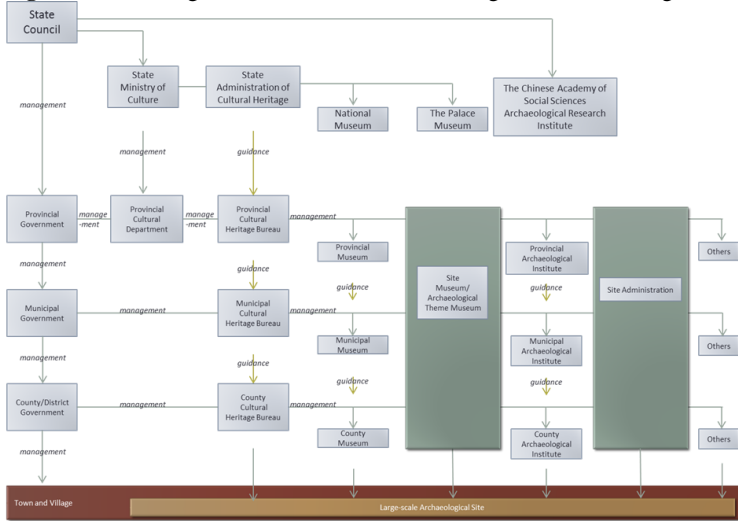 State
Council
State
Ministry of
Culture
State
Administration of
Cultural Heritage
National
Museum
The Palace
Museum
The Chinese Academy of
Social Sciences
Archaeological Research
Institute
management
management
guidance
Provincial
Government
manage
-ment
Provincial
Cultural
Department
manage
-ment
Provincial
Cultural
Heritage Bureau
management
Provincial
Museum
Site
Museum/
Archaeological
Theme Museum
Provincial
Archaeological
Institute
Site Administration
Others
management
guidance
guidance
guidance
Municipal
Government
management
Municipal
Cultural
Heritage Bureau
management
Municipal
Museum
Municipal
Archaeological
Institute
Others
management
guidance
guidance
guidance
County/District
Government
management
County
Cultural
Heritage Bureau
management
County
Museum
County
Archaeological
Institute
Others
management
Town and Village
Large-scale Archaeological Site